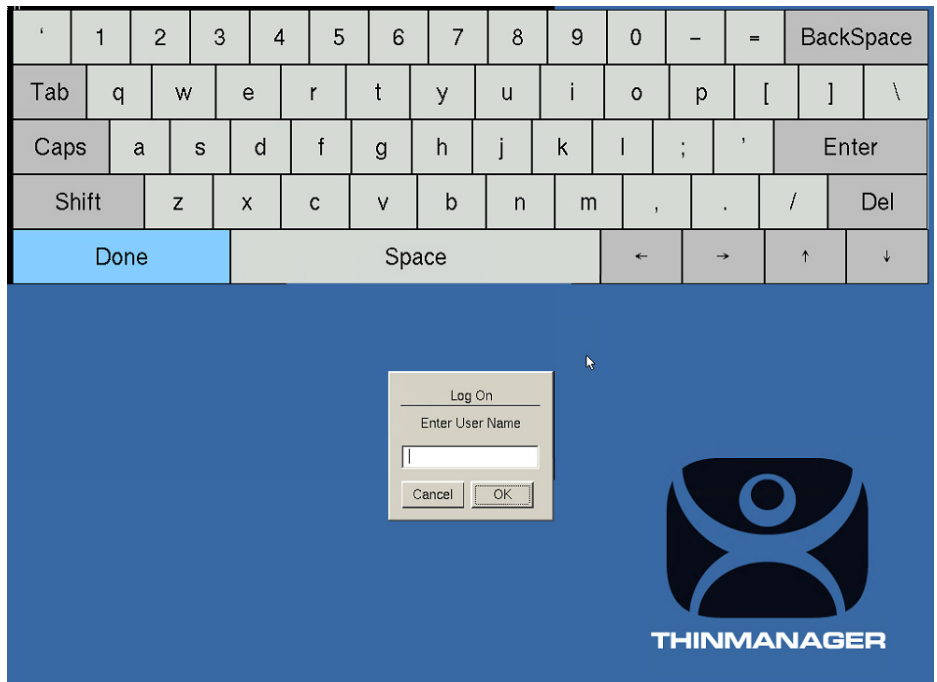 ‘ 1 2 3 4 5 6 7 8 9 0 – = BackSpace
Tab q w e r t y u i o p [ ] \
Caps a s d f g h j k l ; ’ Enter
Shift z x c v b n m , . / Del
Done Space ← → ↑ ↓
Log On
Enter User Name
Cancel OK
THINMANAGER